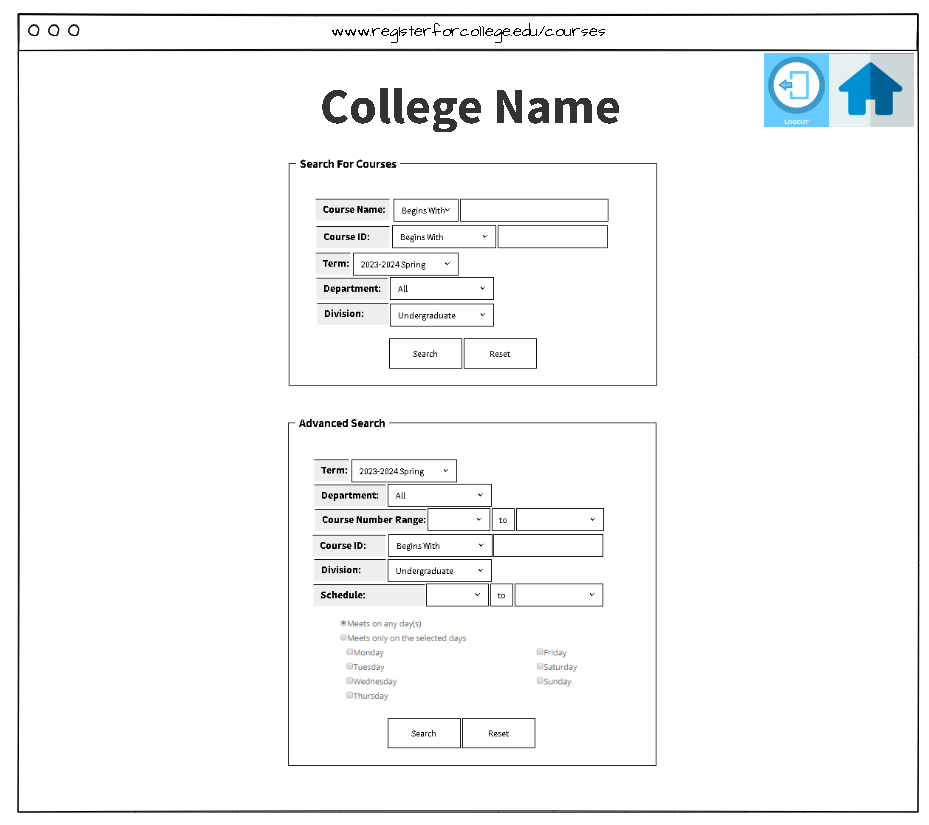 www.registerforcollege.edu/courses
LOGOUT
College Name
Search For Courses
Course Name: Begins With
Course ID: Begins With
Term: 2023-2024 Spring
Department: All
Division: Undergraduate
Search Reset
Advanced Search
Term: 2023-2024 Spring
Department: All
Course Number Range: to
Course ID: Begins With
Division: Undergraduate
Schedule: to
Meets on any day(s)
Meets only on the selected days
Monday Friday
Tuesday Saturday
Wednesday Sunday
Thursday
Search Reset